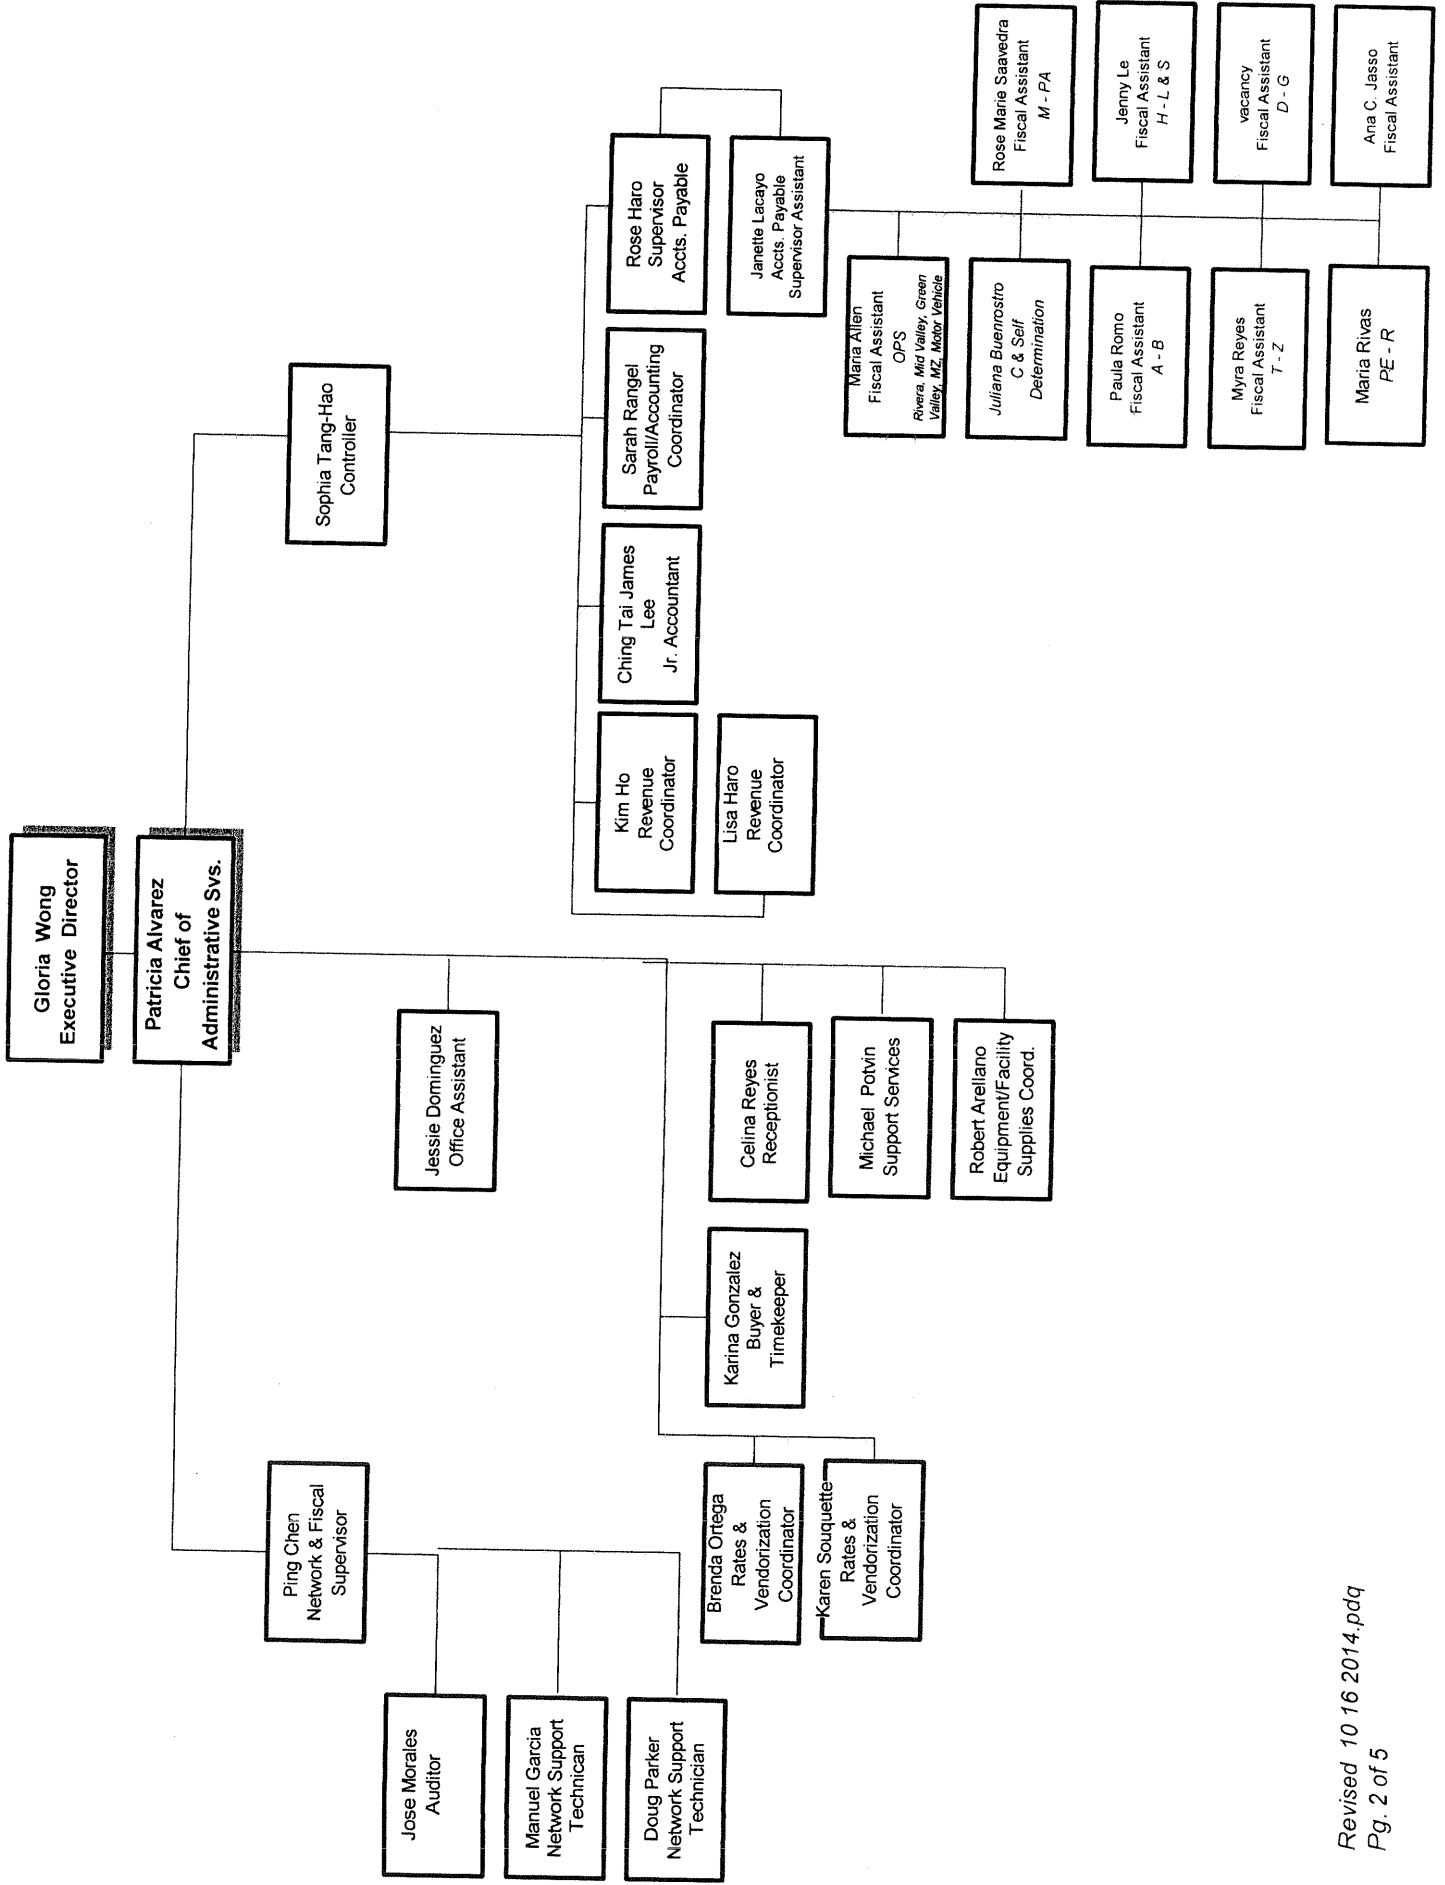 Gloria Wong
Executive Director
Patricia Alvarez
Chief of
Administrative Svs.
Ping Chen
Network & Fiscal
Supervisor
Sophia Tang-Hao
Controller
Jose Morales
Auditor
Manuel Garcia
Network Support
Technican
Doug Parker
Network Support
Technician
Jessie Dominguez
Office Assistant
Brenda Ortega
Rates &
Vendorization
Coordinator
Karen Souquette
Rates &
Vendorization
Coordinator
Karina Gonzalez
Buyer &
Timekeeper
Celina Reyes
Receptionist
Michael Potvin
Support Services
Robert Arellano
Equipment/Facility
Supplies Coord.
Kim Ho
Revenue
Coordinator
Lisa Haro
Revenue
Coordinator
Ching Tai James
Lee
Jr. Accountant
Sarah Rangel
Payroll/Accounting
Coordinator
Rose Haro
Supervisor
Accts. Payable
Janette Lacayo
Accts. Payable
Supervisor Assistant
Maria Allen
Fiscal Assistant
OPS
Rivera, Mid Valley, Green
Valley, MZ, Motor Vehicle
Juliana Buenrostro
C & Self
Determination
Rose Marie Saavedra
Fiscal Assistant
M - PA
Paula Romo
Fiscal Assistant
A - B
Jenny Le
Fiscal Assistant
H - L & S
Myra Reyes
Fiscal Assistant
T - Z
vacancy
Fiscal Assistant
D - G
Maria Rivas
PE - R
Ana C. Jasso
Fiscal Assistant
Revised 10 16 2014.pdq
Pg. 2 of 5